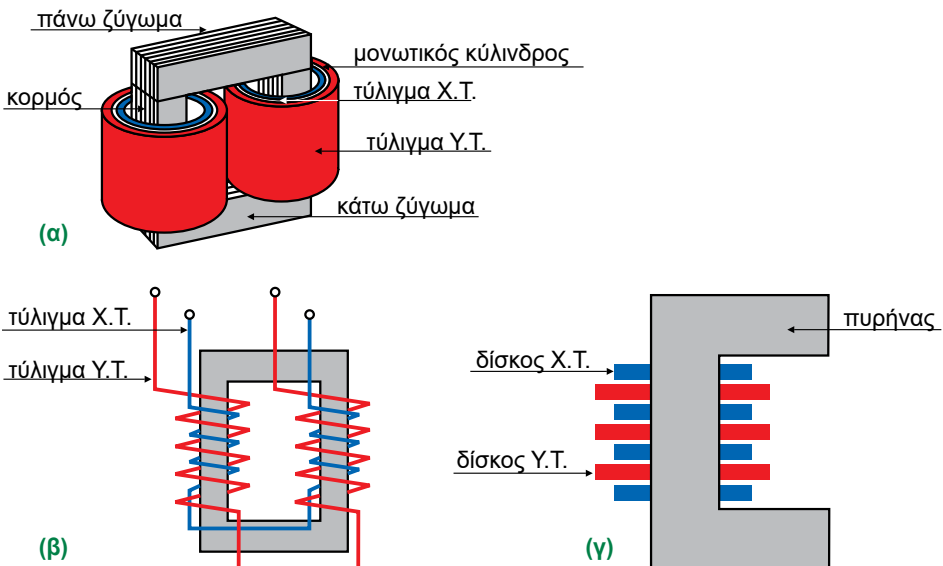 πάνω ζύγωμα
μονωτικός κύλινδρος
κορμός
τύλιγμα Χ.Τ.
τύλιγμα Υ.Τ.
κάτω ζύγωμα
(α)
τύλιγμα Χ.Τ.
τύλιγμα Υ.Τ.
(β)
πυρήνας
δίσκος Χ.Τ.
δίσκος Υ.Τ.
(γ)